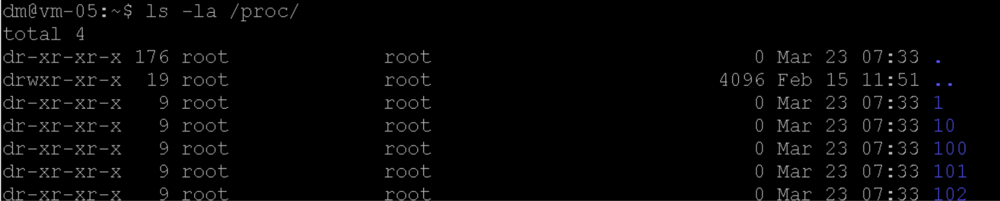 dm@vm-05:~$ ls -la /proc/
total 4
dr-xr-xr-x 176 root root 0 Mar 23 07:33 .
drwxr-xr-x 19 root root 4096 Feb 15 11:51 ..
dr-xr-xr-x 9 root root 0 Mar 23 07:33 1
dr-xr-xr-x 9 root root 0 Mar 23 07:33 10
dr-xr-xr-x 9 root root 0 Mar 23 07:33 100
dr-xr-xr-x 9 root root 0 Mar 23 07:33 101
dr-xr-xr-x 9 root root 0 Mar 23 07:33 102